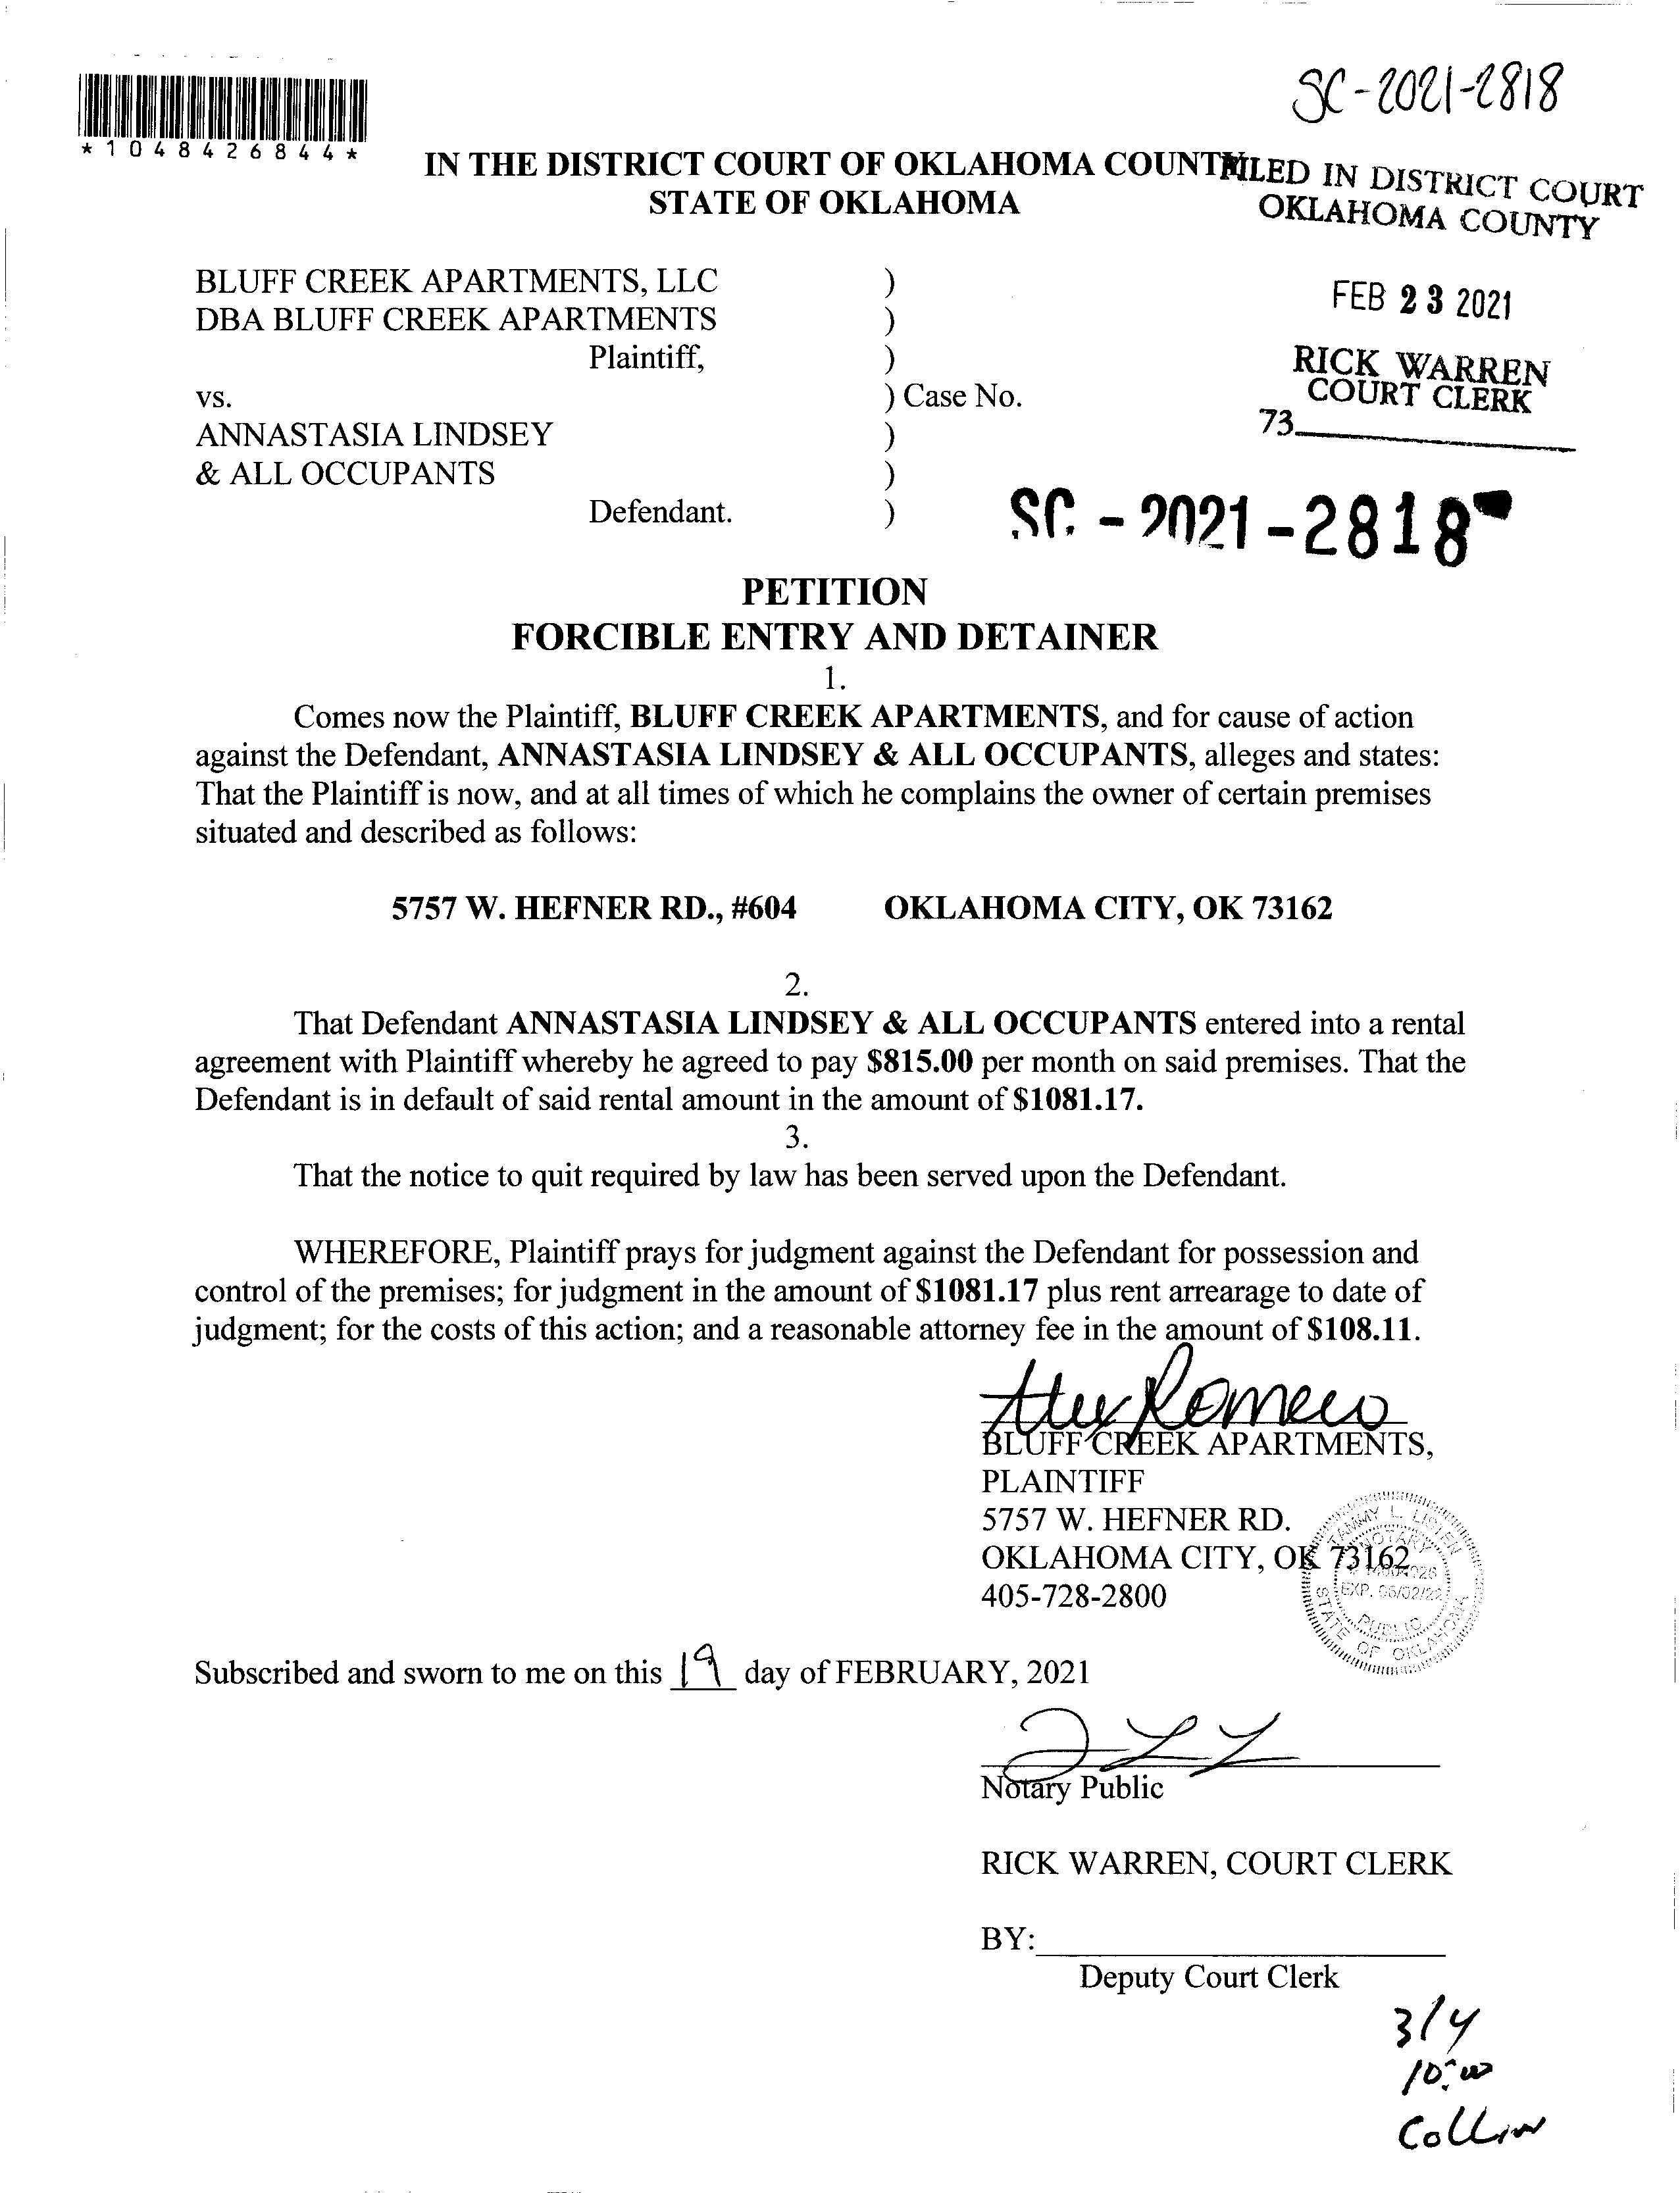 SC-2021-2818
*1048426844*
IN THE DISTRICT COURT OF OKLAHOMA COUNTY
STATE OF OKLAHOMA
FILED IN DISTRICT COURT
OKLAHOMA COUNTY
FEB 23 2021
RICK WARREN
COURT CLERK
73
BLUFF CREEK APARTMENTS, LLC )
DBA BLUFF CREEK APARTMENTS )
Plaintiff, )
vs. ) Case No.
ANNASTASIA LINDSEY )
& ALL OCCUPANTS )
Defendant. )
SC - 2021 - 2818
PETITION
FORCIBLE ENTRY AND DETAINER
1.
Comes now the Plaintiff, BLUFF CREEK APARTMENTS, and for cause of action
against the Defendant, ANNASTASIA LINDSEY & ALL OCCUPANTS, alleges and states:
That the Plaintiff is now, and at all times of which he complains the owner of certain premises
situated and described as follows:
5757 W. HEFNER RD., #604 OKLAHOMA CITY, OK 73162
2.
That Defendant ANNASTASIA LINDSEY & ALL OCCUPANTS entered into a rental
agreement with Plaintiff whereby he agreed to pay $815.00 per month on said premises. That the
Defendant is in default of said rental amount in the amount of $1081.17.
3.
That the notice to quit required by law has been served upon the Defendant.
WHEREFORE, Plaintiff prays for judgment against the Defendant for possession and
control of the premises; for judgment in the amount of $1081.17 plus rent arrearage to date of
judgment; for the costs of this action; and a reasonable attorney fee in the amount of $108.11.
Romero
BLUFF CREEK APARTMENTS,
PLAINTIFF
5757 W. HEFNER RD.
OKLAHOMA CITY, OK 73162
405-728-2800
TAMMY L.
NOTARY
EXP. 06/02/22
PUBLIC
STATE OF OKLAHOMA
Subscribed and sworn to me on this 19 day of FEBRUARY, 2021
Notary Public
RICK WARREN, COURT CLERK
BY:
Deputy Court Clerk
3/4
10:00
Collin